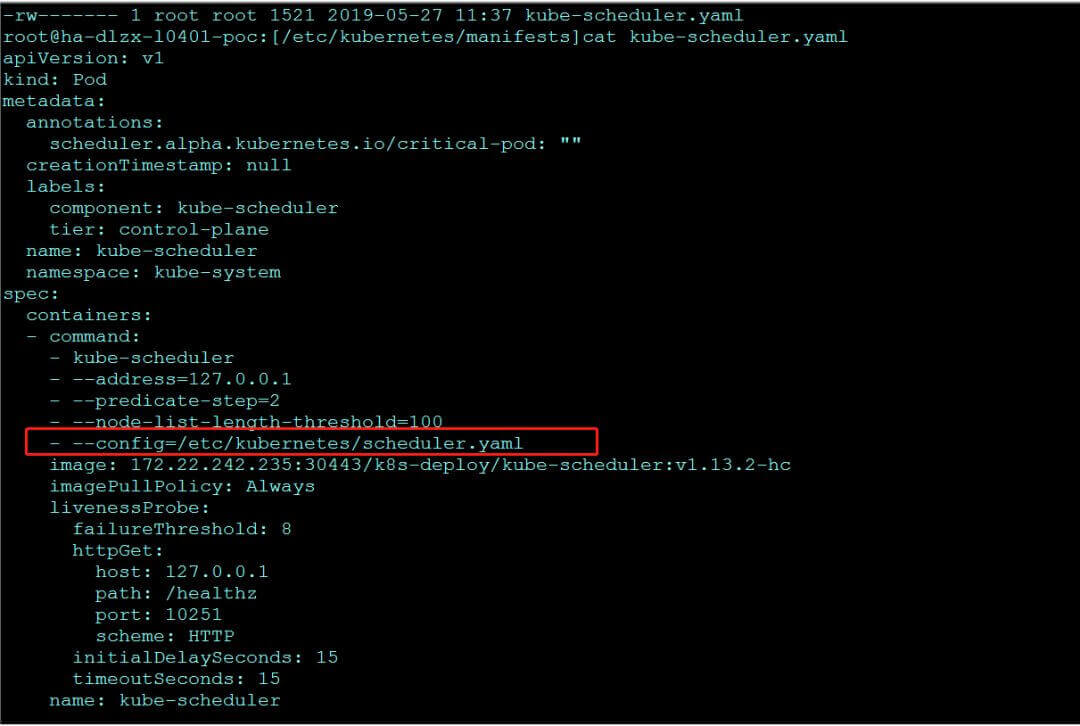 -rw------- 1 root root 1521 2019-05-27 11:37 kube-scheduler.yaml
root@ha-dlzx-l0401-poc:[/etc/kubernetes/manifests]cat kube-scheduler.yaml
apiVersion: v1
kind: Pod
metadata:
  annotations:
    scheduler.alpha.kubernetes.io/critical-pod: ""
  creationTimestamp: null
  labels:
    component: kube-scheduler
    tier: control-plane
  name: kube-scheduler
  namespace: kube-system
spec:
  containers:
  - command:
    - kube-scheduler
    - --address=127.0.0.1
    - --predicate-step=2
    - --node-list-length-threshold=100
    - --config=/etc/kubernetes/scheduler.yaml
    image: 172.22.242.235:30443/k8s-deploy/kube-scheduler:v1.13.2-hc
    imagePullPolicy: Always
    livenessProbe:
      failureThreshold: 8
      httpGet:
        host: 127.0.0.1
        path: /healthz
        port: 10251
        scheme: HTTP
      initialDelaySeconds: 15
      timeoutSeconds: 15
    name: kube-scheduler